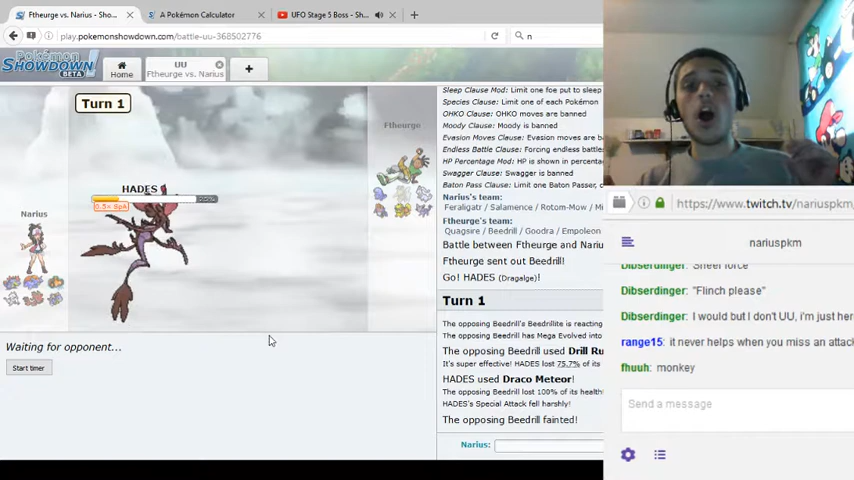 Ftheurge vs. Narius - Sho...
A Pokémon Calculator
UFO Stage 5 Boss - Sh...
play.pokemonshowdown.com/battle-uu-368502776
n
Pokémon
SHOWDOWN
BETA
Home
UU
Ftheurge vs. Narius
Turn 1
Ftheurge
HADES
0.5× SpA
Narius
Waiting for opponent...
Start timer
Sleep Clause Mod: Limit one foe put to sleep
Species Clause: Limit one of each Pokémon
OHKO Clause: OHKO moves are banned
Moody Clause: Moody is banned
Evasion Moves Clause: Evasion moves are ba
Endless Battle Clause: Forcing endless battl
HP Percentage Mod: HP is shown in percenta
Swagger Clause: Swagger is banned
Baton Pass Clause: Limit one Baton Passer, c
Narius's team:
Feraligatr / Salamence / Rotom-Mow / Mi
Ftheurge's team:
Quagsire / Beedrill / Goodra / Empoleon
Battle between Ftheurge and Nariu
Ftheurge sent out Beedrill!
Go! HADES (Dragalge)!
Turn 1
The opposing Beedrill's Beedrillite is reacting
The opposing Beedrill has Mega Evolved into
The opposing Beedrill used Drill Ru
It's super effective! HADES lost 75.7% of its
HADES used Draco Meteor!
The opposing Beedrill lost 100% of its health
HADES's Special Attack fell harshly!
The opposing Beedrill fainted!
Narius:
https://www.twitch.tv/nariuspkm
nariuspkm
Dibserdinger: Sheer force
Dibserdinger: "Flinch please"
Dibserdinger: I would but I don't UU, i'm just her
range15: it never helps when you miss an attack
fhuuh: monkey
Send a message